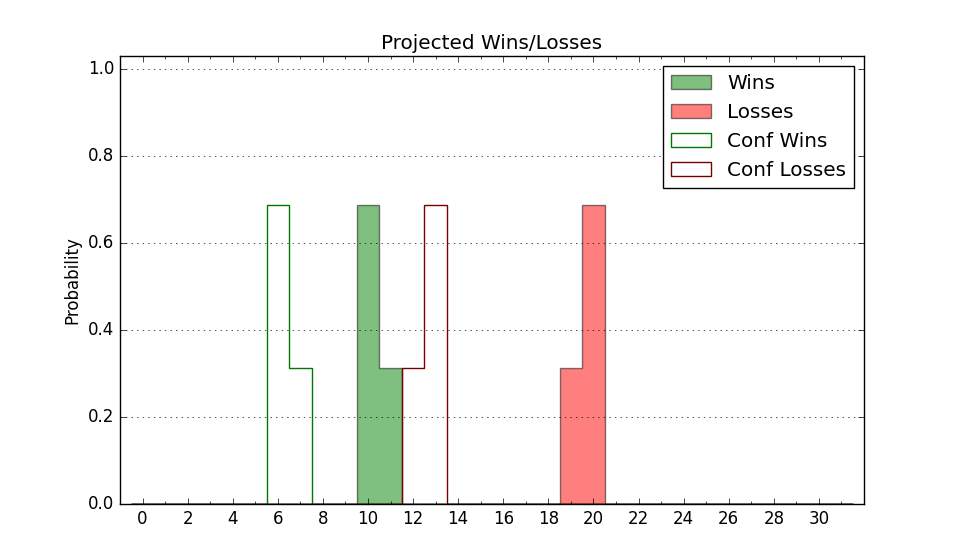 Projected Wins/Losses
1.0
0.8
0.6
0.4
0.2
0.0
Probability
Wins
Losses
Conf Wins
Conf Losses
0 2 4 6 8 10 12 14 16 18 20 22 24 26 28 30